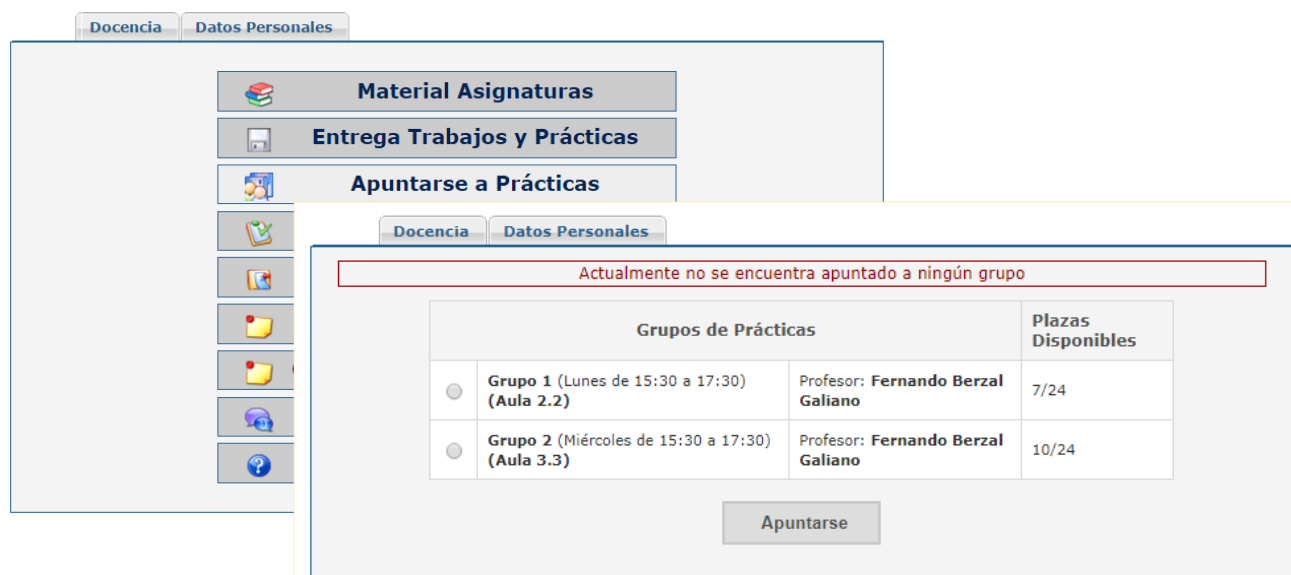 Docencia Datos Personales
Material Asignaturas
Entrega Trabajos y Prácticas
Apuntarse a Prácticas
Docencia Datos Personales
Actualmente no se encuentra apuntado a ningún grupo
Grupos de Prácticas
Plazas
Disponibles
Grupo 1 (Lunes de 15:30 a 17:30)
(Aula 2.2)
Profesor: Fernando Berzal
Galiano
7/24
Grupo 2 (Miércoles de 15:30 a 17:30)
(Aula 3.3)
Profesor: Fernando Berzal
Galiano
10/24
Apuntarse